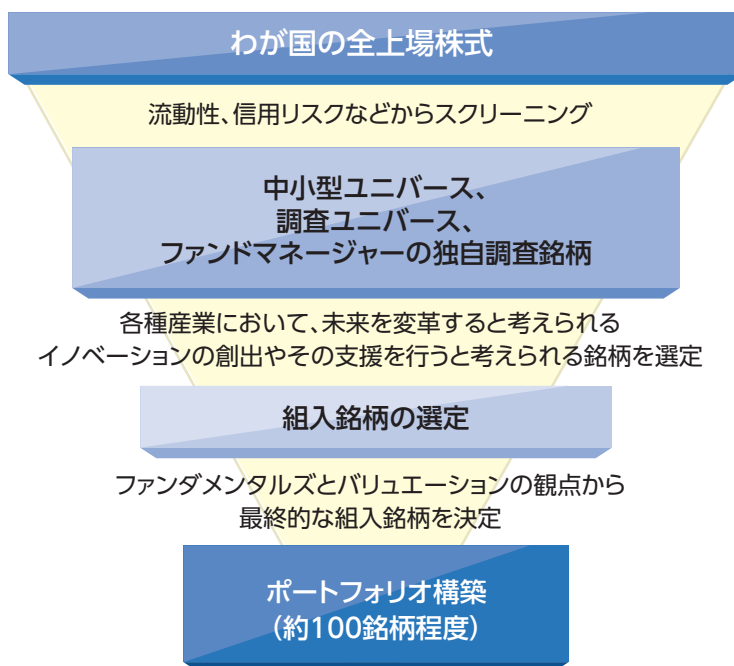 わが国の全上場株式
流動性、信用リスクなどからスクリーニング
中小型ユニバース、
調査ユニバース、
ファンドマネージャーの独自調査銘柄
各種産業において、未来を変革すると考えられる
イノベーションの創出やその支援を行うと考えられる銘柄を選定
組入銘柄の選定
ファンダメンタルズとバリュエーションの観点から
最終的な組入銘柄を決定
ポートフォリオ構築
（約100銘柄程度）